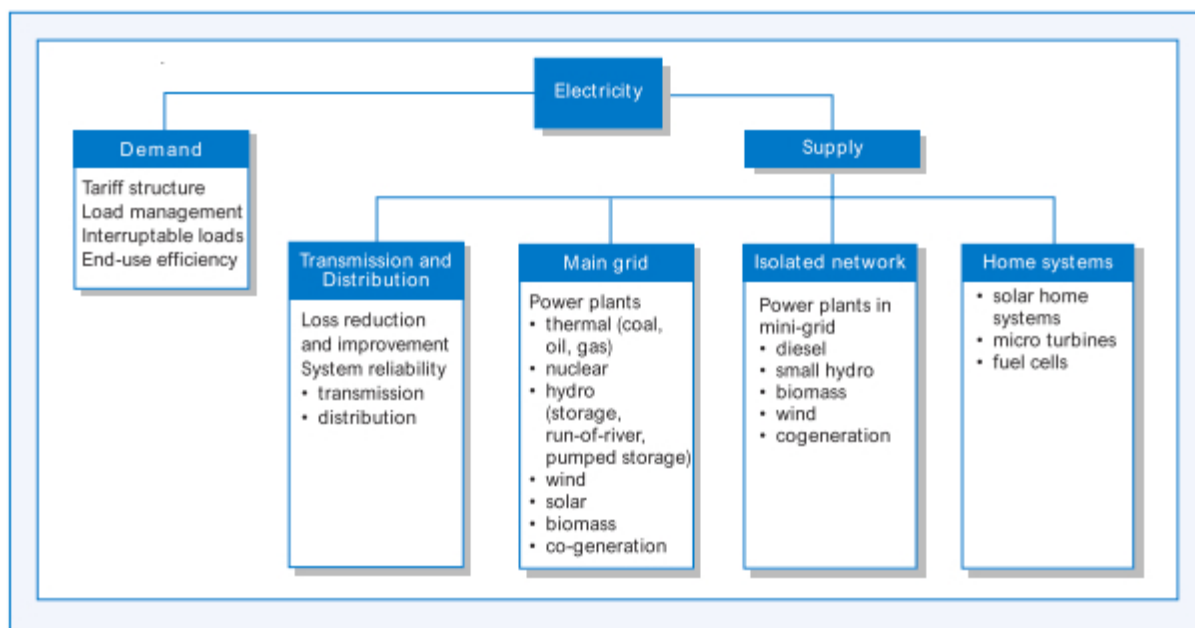 Electricity
Demand
Tariff structure
Load management
Interruptable loads
End-use efficiency
Supply
Transmission and
Distribution
Loss reduction
and improvement
System reliability
• transmission
• distribution
Main grid
Power plants
• thermal (coal,
oil, gas)
• nuclear
• hydro
(storage,
run-of-river,
pumped storage)
• wind
• solar
• biomass
• co-generation
Isolated network
Power plants in
mini-grid
• diesel
• small hydro
• biomass
• wind
• cogeneration
Home systems
• solar home
systems
• micro turbines
• fuel cells